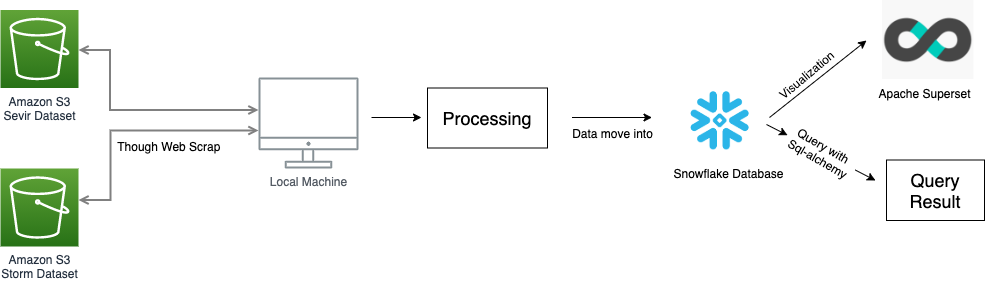 Amazon S3
Sevir Dataset
Though Web Scrap
Amazon S3
Storm Dataset
Local Machine
Processing
Data move into
Snowflake Database
Visualization
Apache Superset
Query with
Sql-alchemy
Query
Result